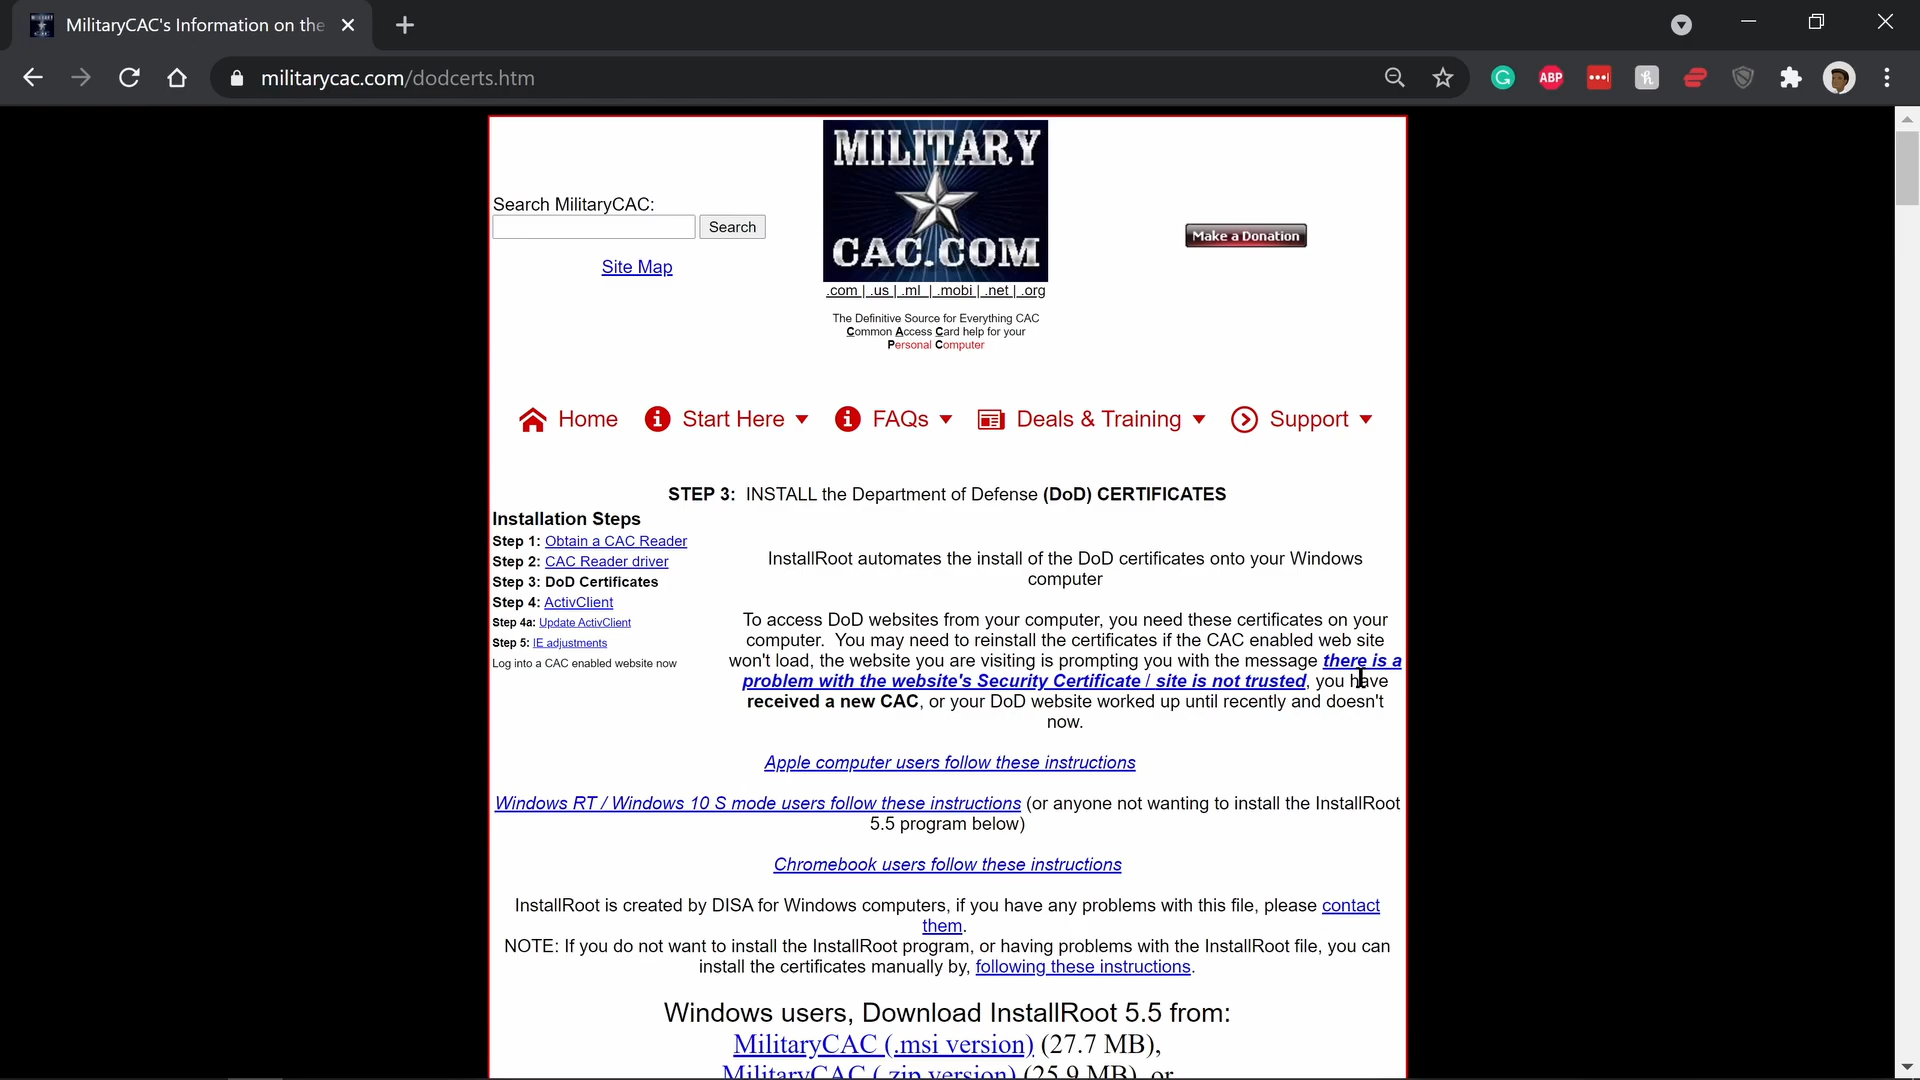 MilitaryCAC's Information on the
militarycac.com/dodcerts.htm
ABP
MILITARY
CAC.COM
Search MilitaryCAC:
Search
Site Map
Make a Donation
.com | .us | .ml | .mobi | .net | .org
The Definitive Source for Everything CAC
Common Access Card help for your
Personal Computer
Home
Start Here
FAQs
Deals & Training
Support
STEP 3: INSTALL the Department of Defense (DoD) CERTIFICATES
Installation Steps
Step 1: Obtain a CAC Reader
Step 2: CAC Reader driver
Step 3: DoD Certificates
Step 4: ActivClient
Step 4a: Update ActivClient
Step 5: IE adjustments
Log into a CAC enabled website now
InstallRoot automates the install of the DoD certificates onto your Windows
computer
To access DoD websites from your computer, you need these certificates on your
computer. You may need to reinstall the certificates if the CAC enabled web site
won't load, the website you are visiting is prompting you with the message there is a
problem with the website's Security Certificate / site is not trusted, you have
received a new CAC, or your DoD website worked up until recently and doesn't
now.
Apple computer users follow these instructions
Windows RT / Windows 10 S mode users follow these instructions (or anyone not wanting to install the InstallRoot
5.5 program below)
Chromebook users follow these instructions
InstallRoot is created by DISA for Windows computers, if you have any problems with this file, please contact
them.
NOTE: If you do not want to install the InstallRoot program, or having problems with the InstallRoot file, you can
install the certificates manually by, following these instructions.
Windows users, Download InstallRoot 5.5 from:
MilitaryCAC (.msi version) (27.7 MB),
MilitaryCAC (.zip version) (25.9 MB), or